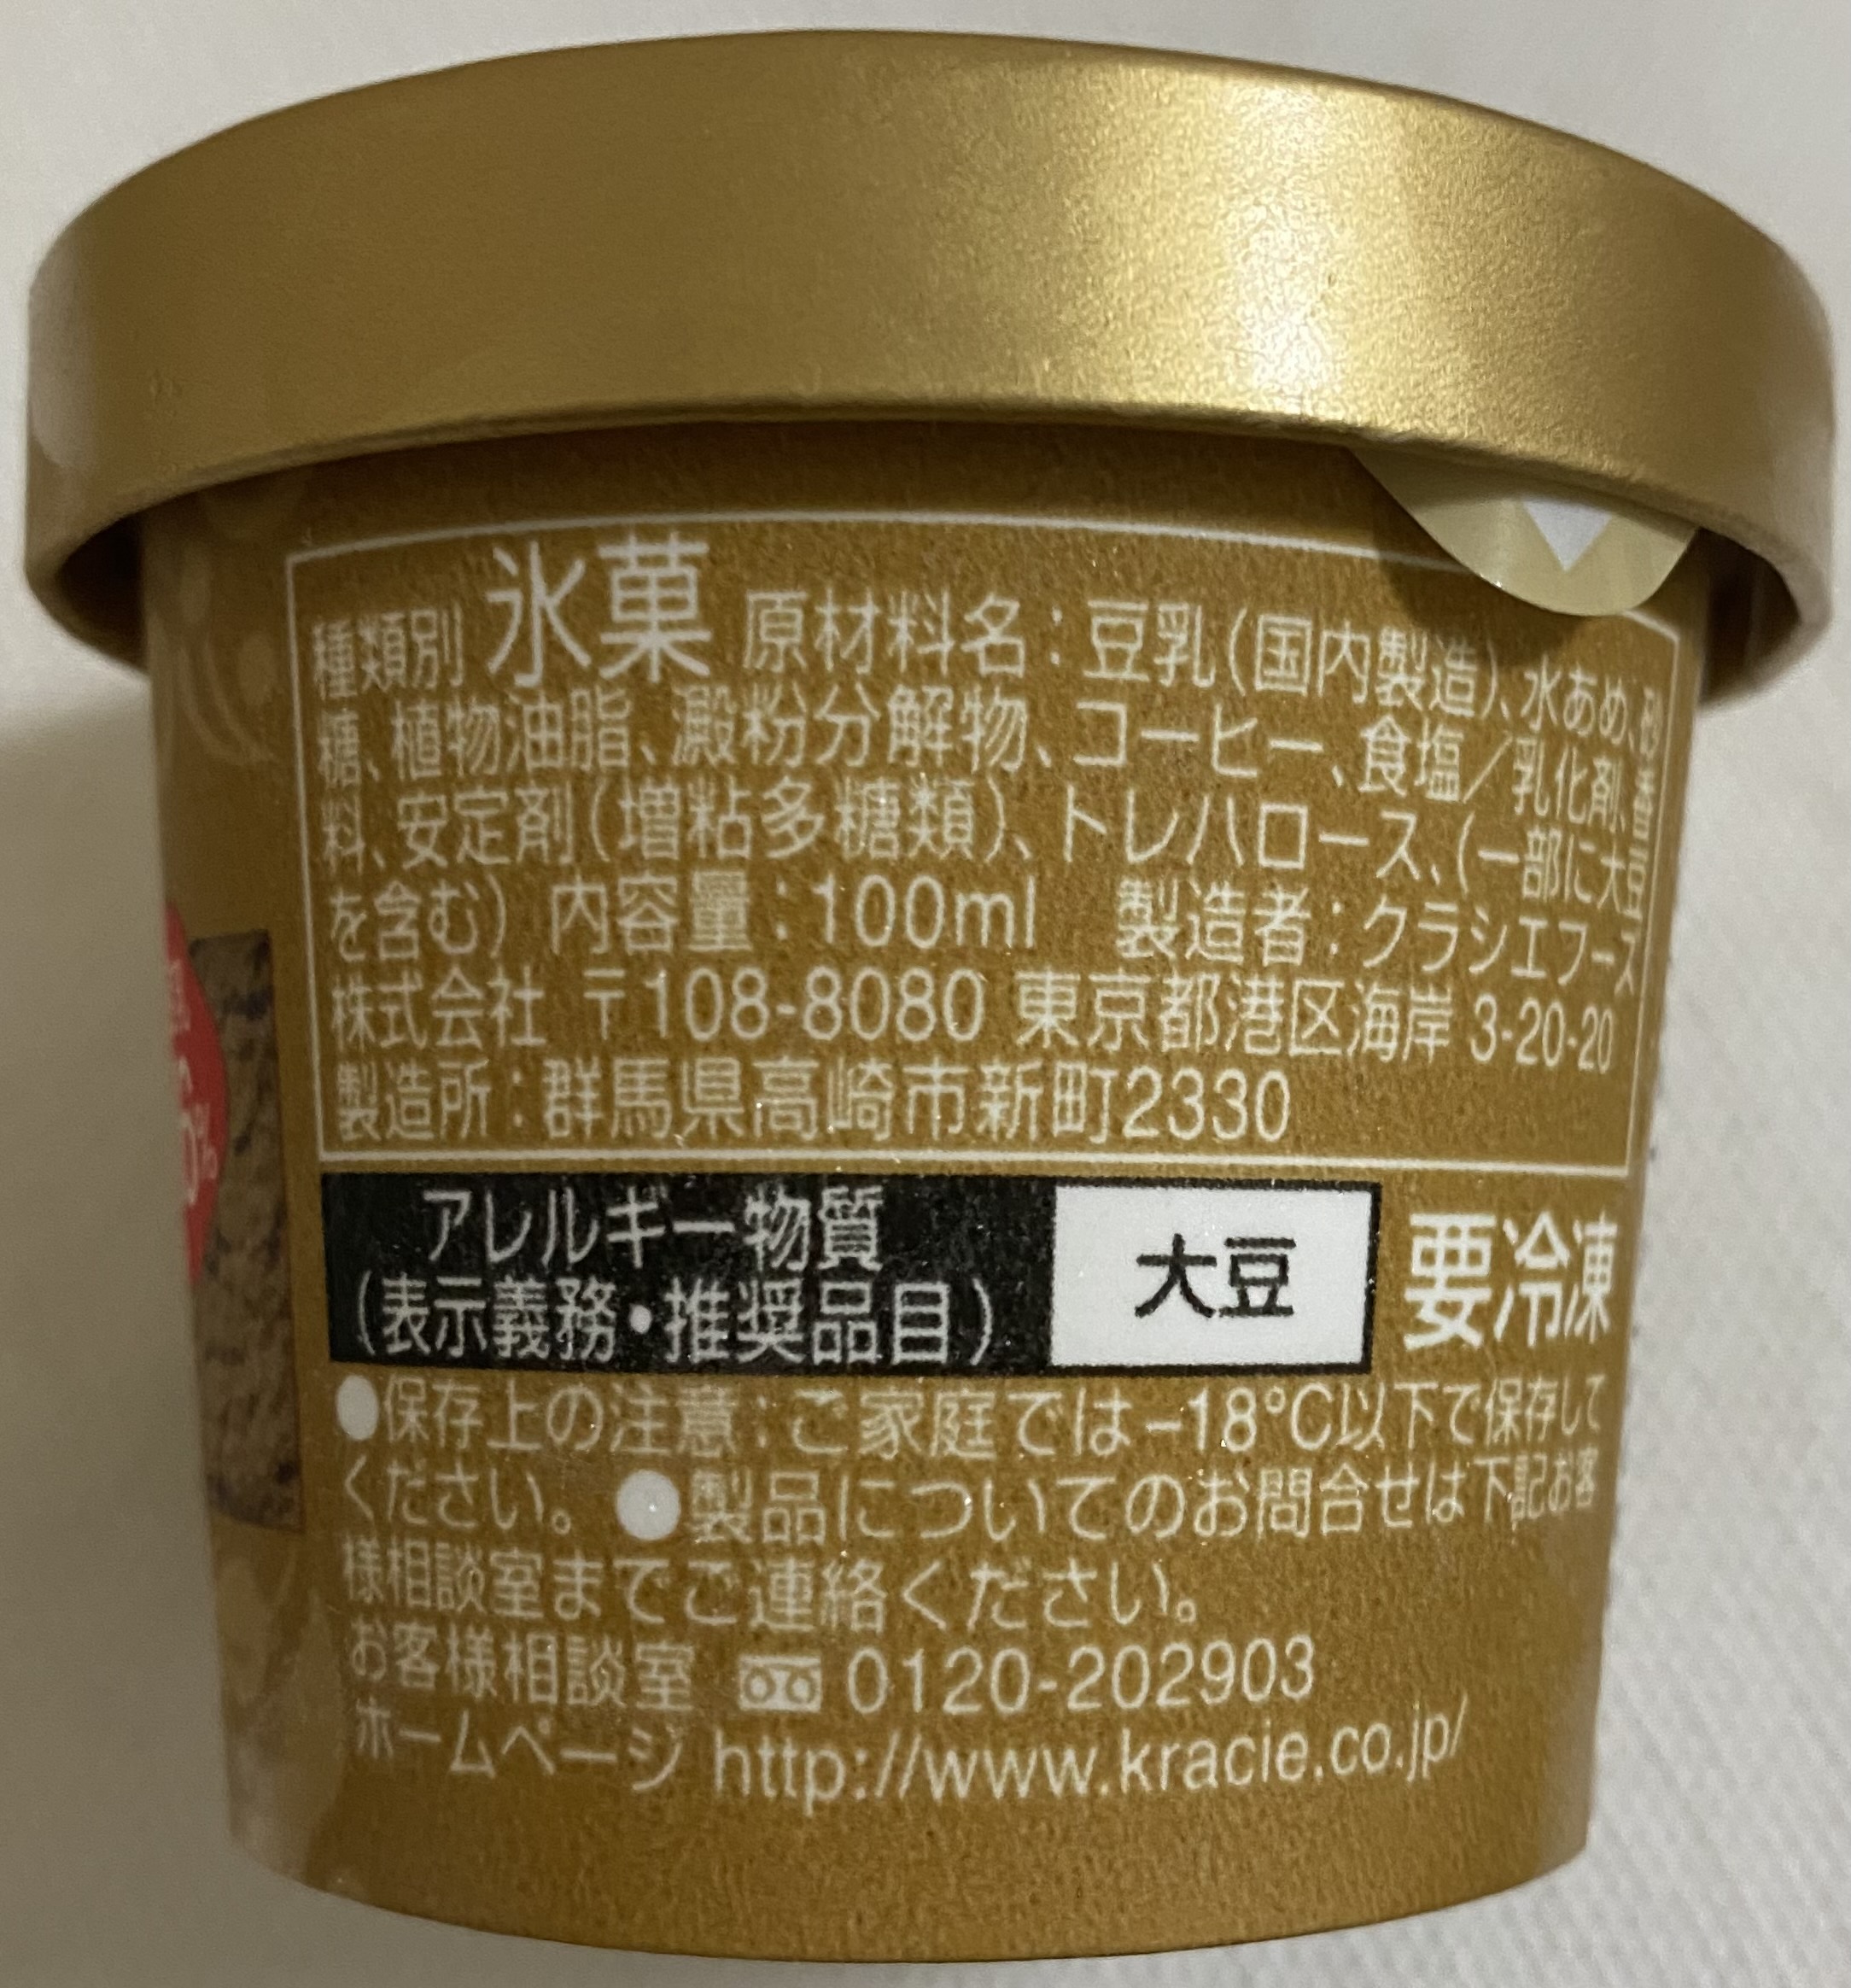 種類別 氷菓 原材料名：豆乳（国内製造）、水あめ、砂
糖、植物油脂、澱粉分解物、コーヒー、食塩／乳化剤、香
料、安定剤（増粘多糖類）、トレハロース、（一部に大豆
を含む） 内容量：100ml 製造者：クラシエフーズ
株式会社 〒108-8080 東京都港区海岸 3-20-20
製造所：群馬県高崎市新町2330
アレルギー物質
（表示義務・推奨品目）
大豆
要冷凍
●保存上の注意：ご家庭では－18℃以下で保存して
ください。 ●製品についてのお問合せは下記お客
様相談室までご連絡ください。
お客様相談室 0120-202903
ホームページ http://www.kracie.co.jp/